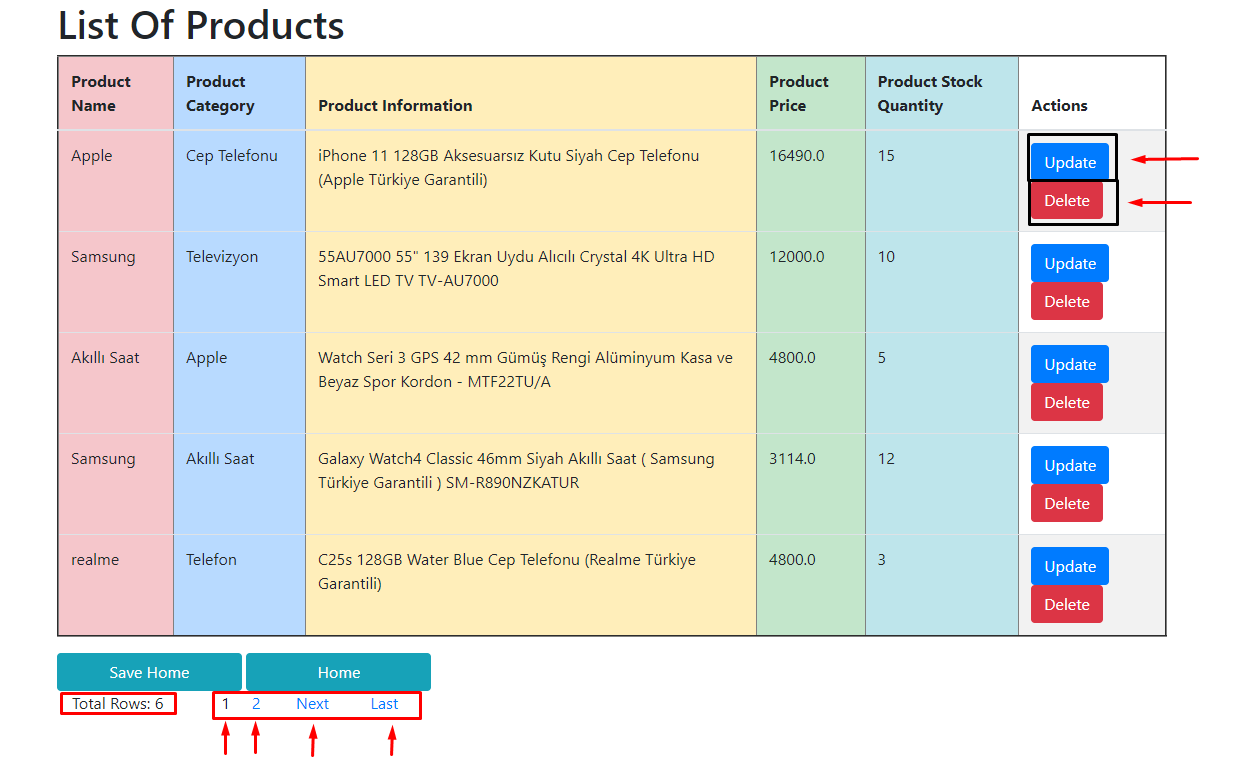 List Of Products
Product Name
Product Category
Product Information
Product Price
Product Stock Quantity
Actions
Apple
Cep Telefonu
iPhone 11 128GB Aksesuarsız Kutu Siyah Cep Telefonu
(Apple Türkiye Garantili)
16490.0
15
Update
Delete
Samsung
Televizyon
55AU7000 55" 139 Ekran Uydu Alıcılı Crystal 4K Ultra HD
Smart LED TV TV-AU7000
12000.0
10
Update
Delete
Akıllı Saat
Apple
Watch Seri 3 GPS 42 mm Gümüş Rengi Alüminyum Kasa ve
Beyaz Spor Kordon - MTF22TU/A
4800.0
5
Update
Delete
Samsung
Akıllı Saat
Galaxy Watch4 Classic 46mm Siyah Akıllı Saat ( Samsung
Türkiye Garantili ) SM-R890NZKATUR
3114.0
12
Update
Delete
realme
Telefon
C25s 128GB Water Blue Cep Telefonu (Realme Türkiye
Garantili)
4800.0
3
Update
Delete
Save Home
Home
Total Rows: 6
1 2 Next Last